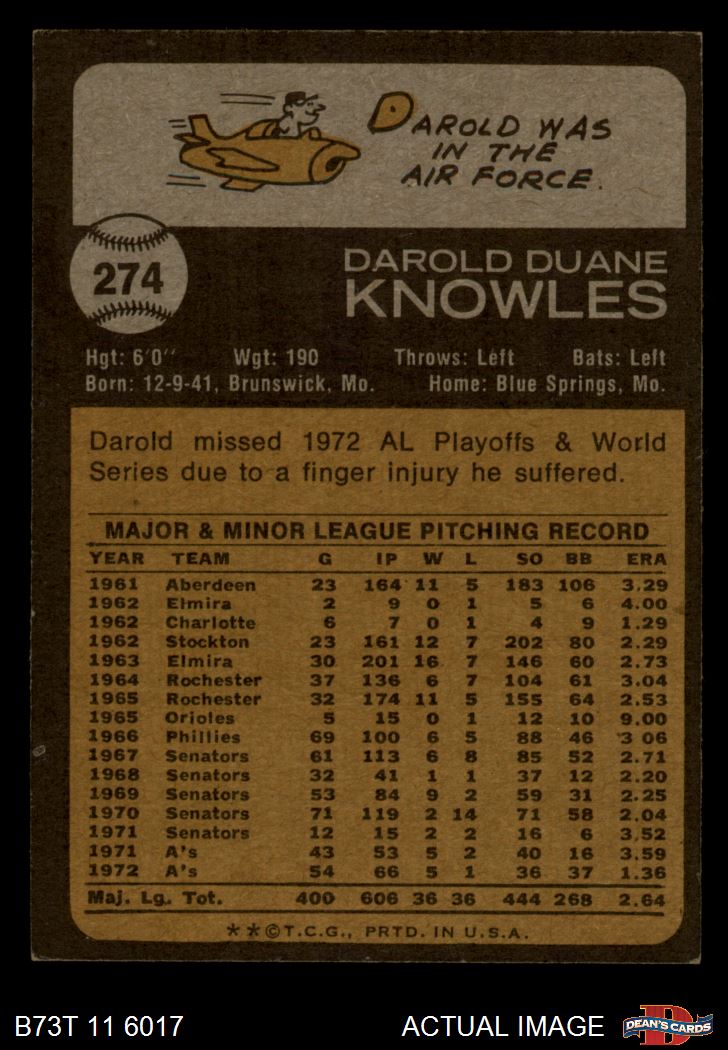 DAROLD WAS
IN THE
AIR FORCE.
274
DAROLD DUANE
KNOWLES
Hgt: 6'0" Wgt: 190 Throws: Left Bats: Left
Born: 12-9-41, Brunswick, Mo. Home: Blue Springs, Mo.
Darold missed 1972 AL Playoffs & World
Series due to a finger injury he suffered.
MAJOR & MINOR LEAGUE PITCHING RECORD
YEAR TEAM G IP W L SO BB ERA
1961 Aberdeen 23 164 11 5 183 106 3.29
1962 Elmira 2 9 0 1 5 6 4.00
1962 Charlotte 6 7 0 1 4 9 1.29
1962 Stockton 23 161 12 7 202 80 2.29
1963 Elmira 30 201 16 7 146 60 2.73
1964 Rochester 37 136 6 7 104 61 3.04
1965 Rochester 32 174 11 5 155 64 2.53
1965 Orioles 5 15 0 1 12 10 9.00
1966 Phillies 69 100 6 5 88 46 3 06
1967 Senators 61 113 6 8 85 52 2.71
1968 Senators 32 41 1 1 37 12 2.20
1969 Senators 53 84 9 2 59 31 2.25
1970 Senators 71 119 2 14 71 58 2.04
1971 Senators 12 15 2 2 16 6 3.52
1971 A's 43 53 5 2 40 16 3.59
1972 A's 54 66 5 1 36 37 1.36
Maj. Lg. Tot. 400 606 36 36 444 268 2.64
**©T.C.G., PRTD. IN U.S.A.
B73T 11 6017 ACTUAL IMAGE D DEAN'S CARDS